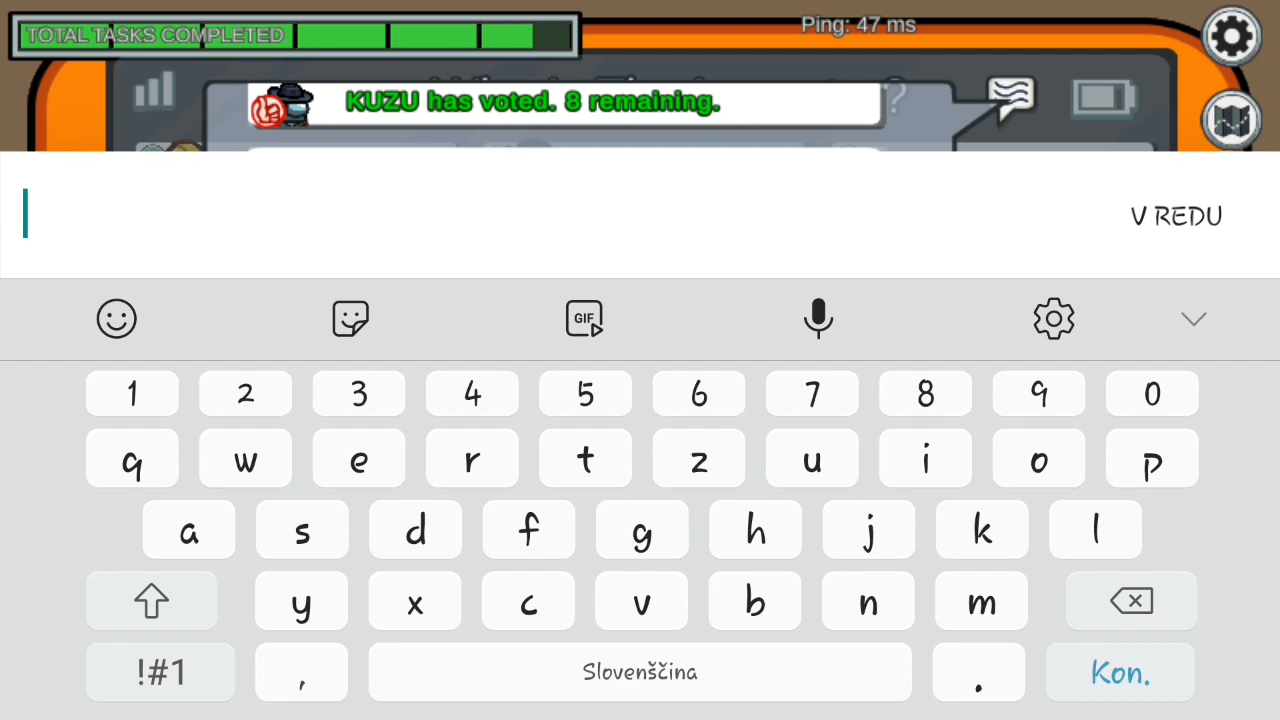 TOTAL TASKS COMPLETED
Ping: 47 ms
KUZU has voted. 8 remaining.
V REDU
GIF
1 2 3 4 5 6 7 8 9 0
q w e r t z u i o p
a s d f g h j k l
y x c v b n m
!#1 , Slovenščina . Kon.